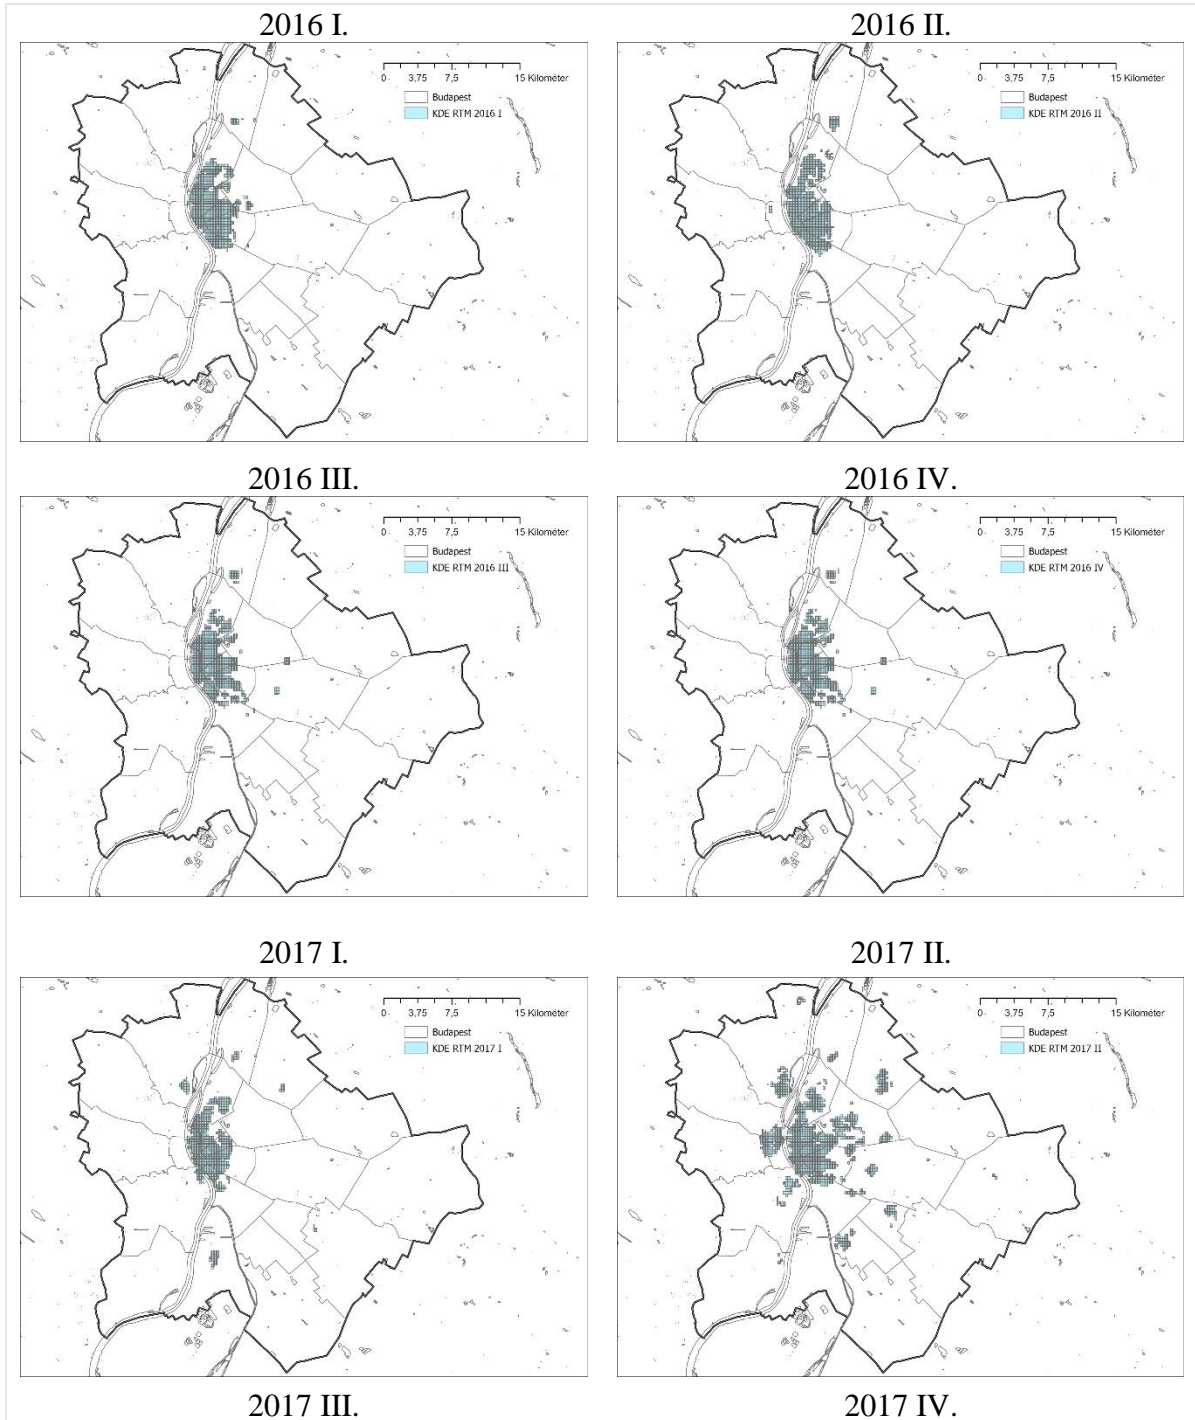 2016 I.
2016 II.
0 3,75 7,5 15 Kilométer
Budapest
KDE RTM 2016 I
0 3,75 7,5 15 Kilométer
Budapest
KDE RTM 2016 II
2016 III.
2016 IV.
0 3,75 7,5 15 Kilométer
Budapest
KDE RTM 2016 III
0 3,75 7,5 15 Kilométer
Budapest
KDE RTM 2016 IV
2017 I.
2017 II.
0 3,75 7,5 15 Kilométer
Budapest
KDE RTM 2017 I
0 3,75 7,5 15 Kilométer
Budapest
KDE RTM 2017 II
2017 III.
2017 IV.